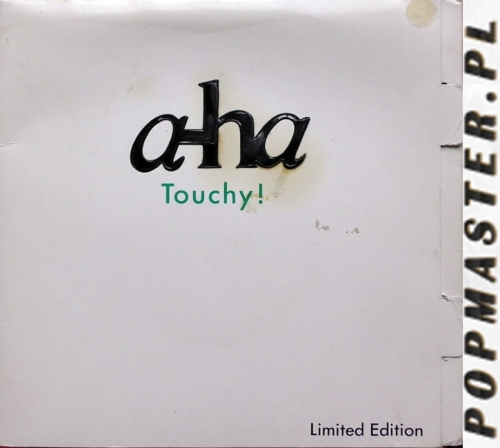 a-ha
Touchy!
Limited Edition
POPMASTER.PL